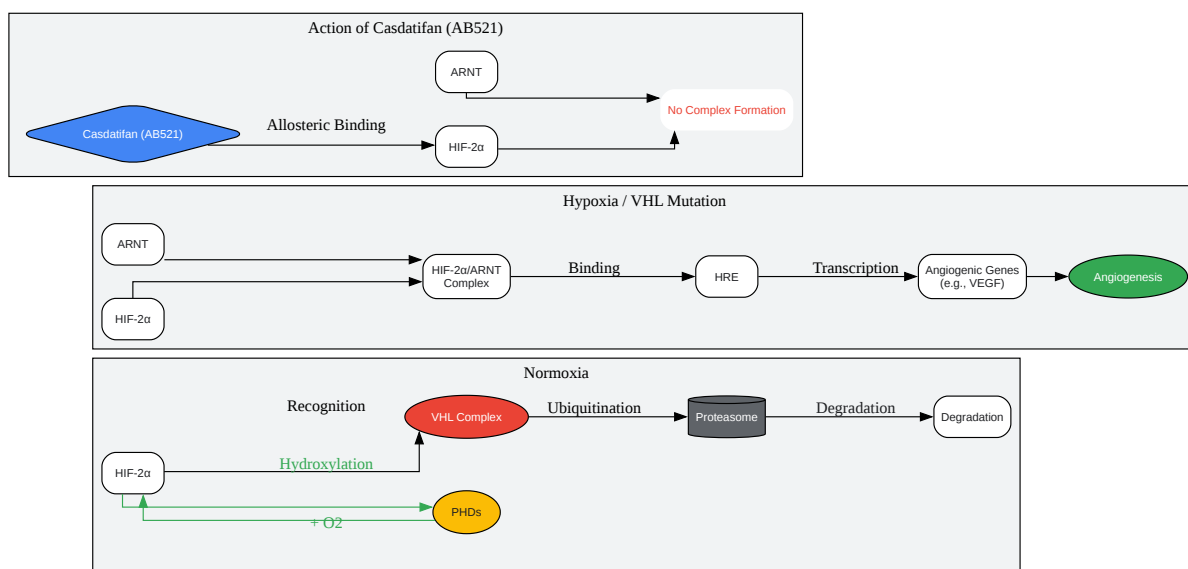 Action of Casdatifan (AB521)
ARNT
No Complex Formation
Casdatifan (AB521)
Allosteric Binding
HIF-2α
Hypoxia / VHL Mutation
ARNT
HIF-2α/ARNT
Complex
Binding
HRE
Transcription
Angiogenic Genes
(e.g., VEGF)
Angiogenesis
HIF-2α
Normoxia
Recognition
VHL Complex
Ubiquitination
Proteasome
Degradation
Degradation
HIF-2α
Hydroxylation
PHDs
+ O2